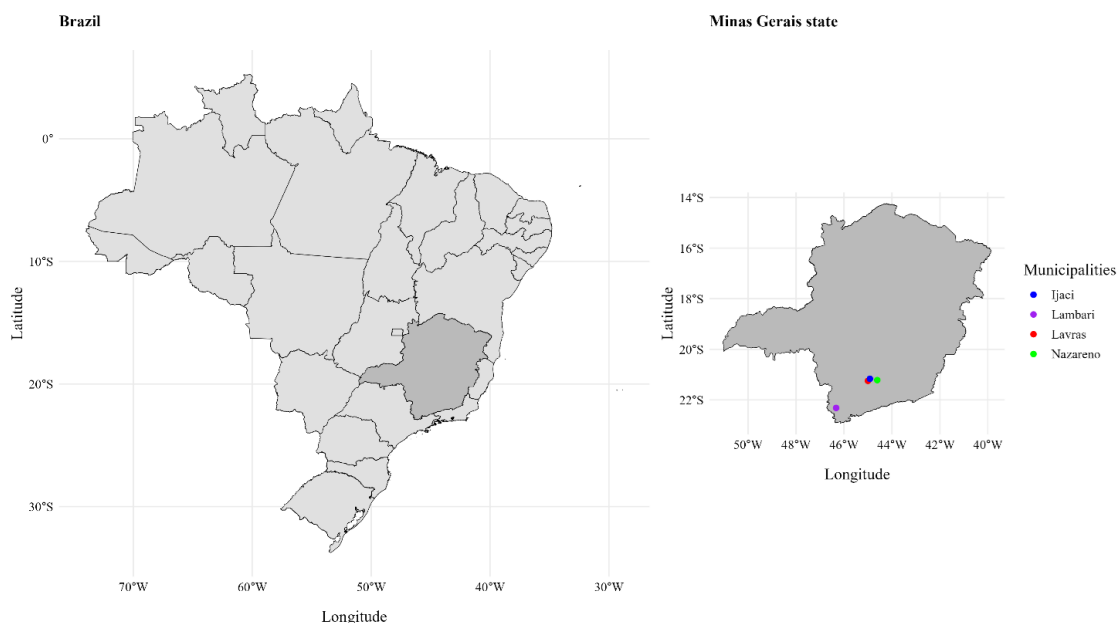 Brazil
Latitude
0°
10°S
20°S
30°S
70°W
60°W
50°W
40°W
30°W
Longitude
Minas Gerais state
Latitude
14°S
16°S
18°S
20°S
22°S
50°W
48°W
46°W
44°W
42°W
40°W
Longitude
Municipalities
Ijaci
Lambari
Lavras
Nazareno